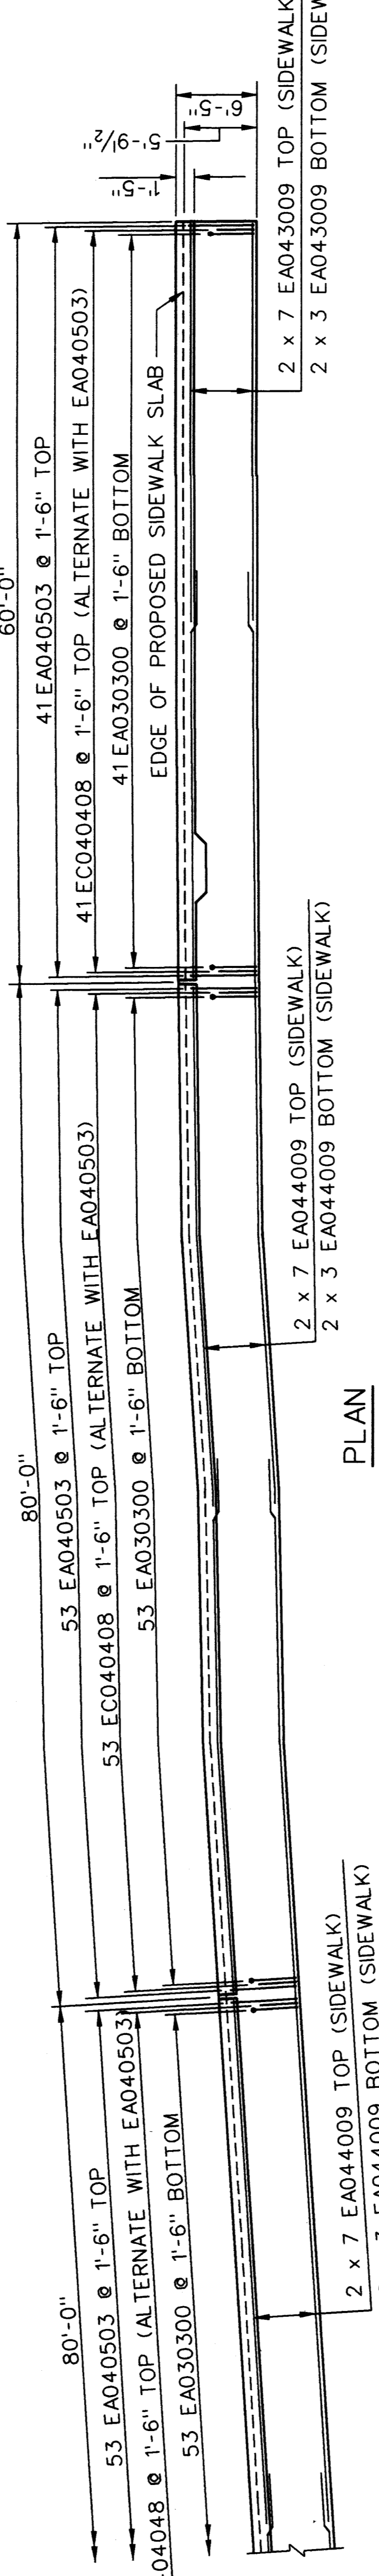 60'-0"
41 EA040503 @ 1'-6" TOP
41 EC040408 @ 1'-6" TOP (ALTERNATE WITH EA040503)
41 EA030300 @ 1'-6" BOTTOM
EDGE OF PROPOSED SIDEWALK SLAB
1'-5"
5'-9½"
6'-5"
2 x 7 EA043009 TOP (SIDEWALK
2 x 3 EA043009 BOTTOM (SIDEW
80'-0"
53 EA040503 @ 1'-6" TOP
53 EC040408 @ 1'-6" TOP (ALTERNATE WITH EA040503)
53 EA030300 @ 1'-6" BOTTOM
2 x 7 EA044009 TOP (SIDEWALK)
2 x 3 EA044009 BOTTOM (SIDEWALK)
PLAN
80'-0"
53 EA040503 @ 1'-6" TOP
04048 @ 1'-6" TOP (ALTERNATE WITH EA040503)
53 EA030300 @ 1'-6" BOTTOM
2 x 7 EA044009 TOP (SIDEWALK)
3 EA044009 BOTTOM (SIDEWALK)